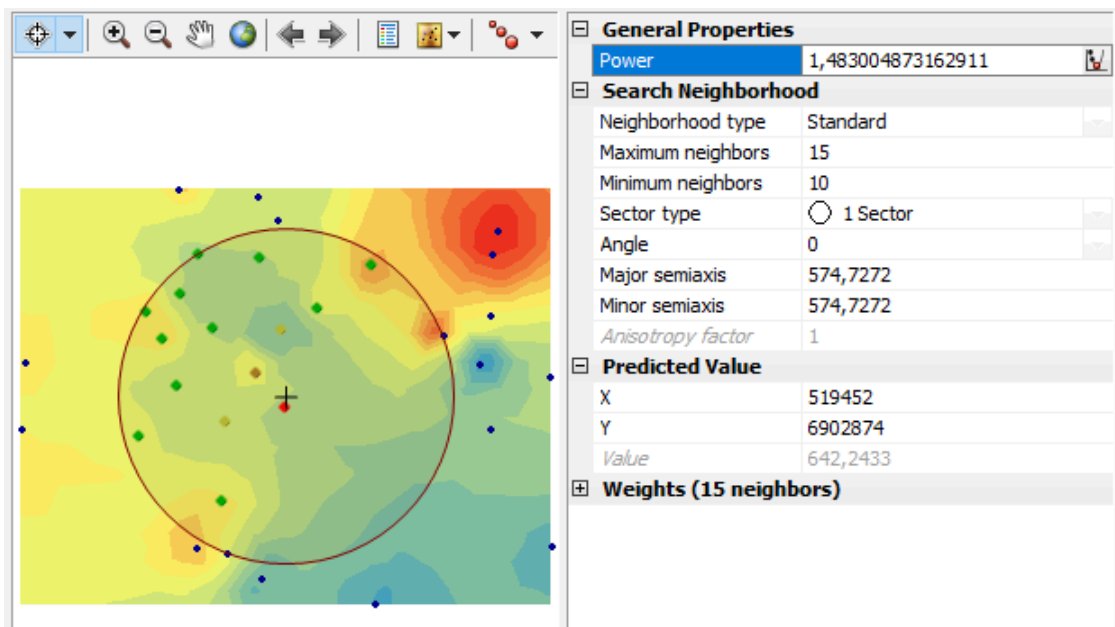 General Properties
Power 1,483004873162911
Search Neighborhood
Neighborhood type Standard
Maximum neighbors 15
Minimum neighbors 10
Sector type 1 Sector
Angle 0
Major semiaxis 574,7272
Minor semiaxis 574,7272
Anisotropy factor 1
Predicted Value
X 519452
Y 6902874
Value 642,2433
Weights (15 neighbors)